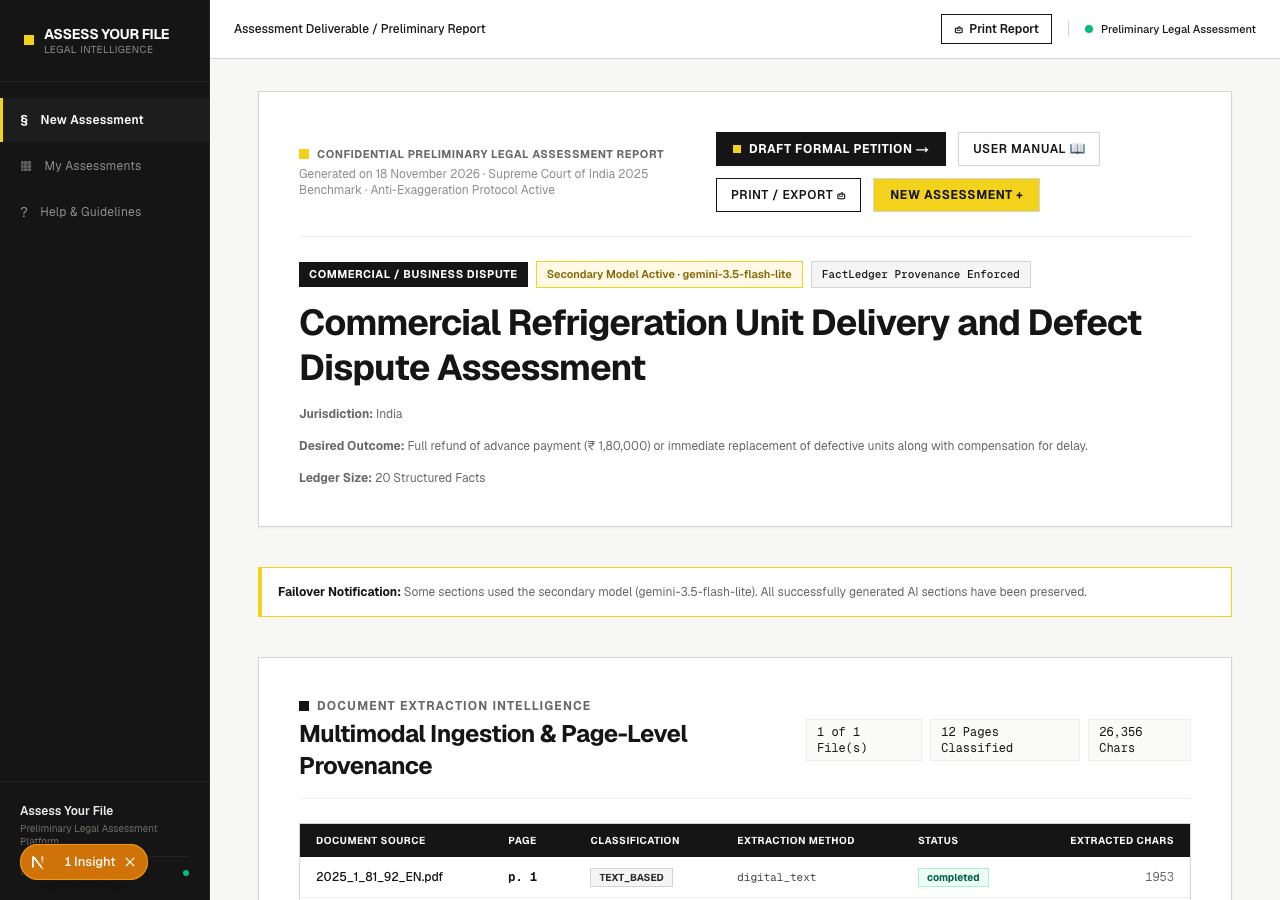 ASSESS YOUR FILE
LEGAL INTELLIGENCE
§ New Assessment
My Assessments
? Help & Guidelines
Assess Your File
Preliminary Legal Assessment
Platform
1 Insight
Assessment Deliverable / Preliminary Report
Print Report
Preliminary Legal Assessment
CONFIDENTIAL PRELIMINARY LEGAL ASSESSMENT REPORT
Generated on 18 November 2026 · Supreme Court of India 2025
Benchmark · Anti-Exaggeration Protocol Active
DRAFT FORMAL PETITION →
USER MANUAL
PRINT / EXPORT
NEW ASSESSMENT +
COMMERCIAL / BUSINESS DISPUTE
Secondary Model Active · gemini-3.5-flash-lite
FactLedger Provenance Enforced
Commercial Refrigeration Unit Delivery and Defect
Dispute Assessment
Jurisdiction: India
Desired Outcome: Full refund of advance payment (₹ 1,80,000) or immediate replacement of defective units along with compensation for delay.
Ledger Size: 20 Structured Facts
Failover Notification: Some sections used the secondary model (gemini-3.5-flash-lite). All successfully generated AI sections have been preserved.
DOCUMENT EXTRACTION INTELLIGENCE
Multimodal Ingestion & Page-Level
Provenance
1 of 1
File(s)
12 Pages
Classified
26,356
Chars
DOCUMENT SOURCE PAGE CLASSIFICATION EXTRACTION METHOD STATUS EXTRACTED CHARS
2025_1_81_92_EN.pdf p. 1 TEXT_BASED digital_text completed 1953